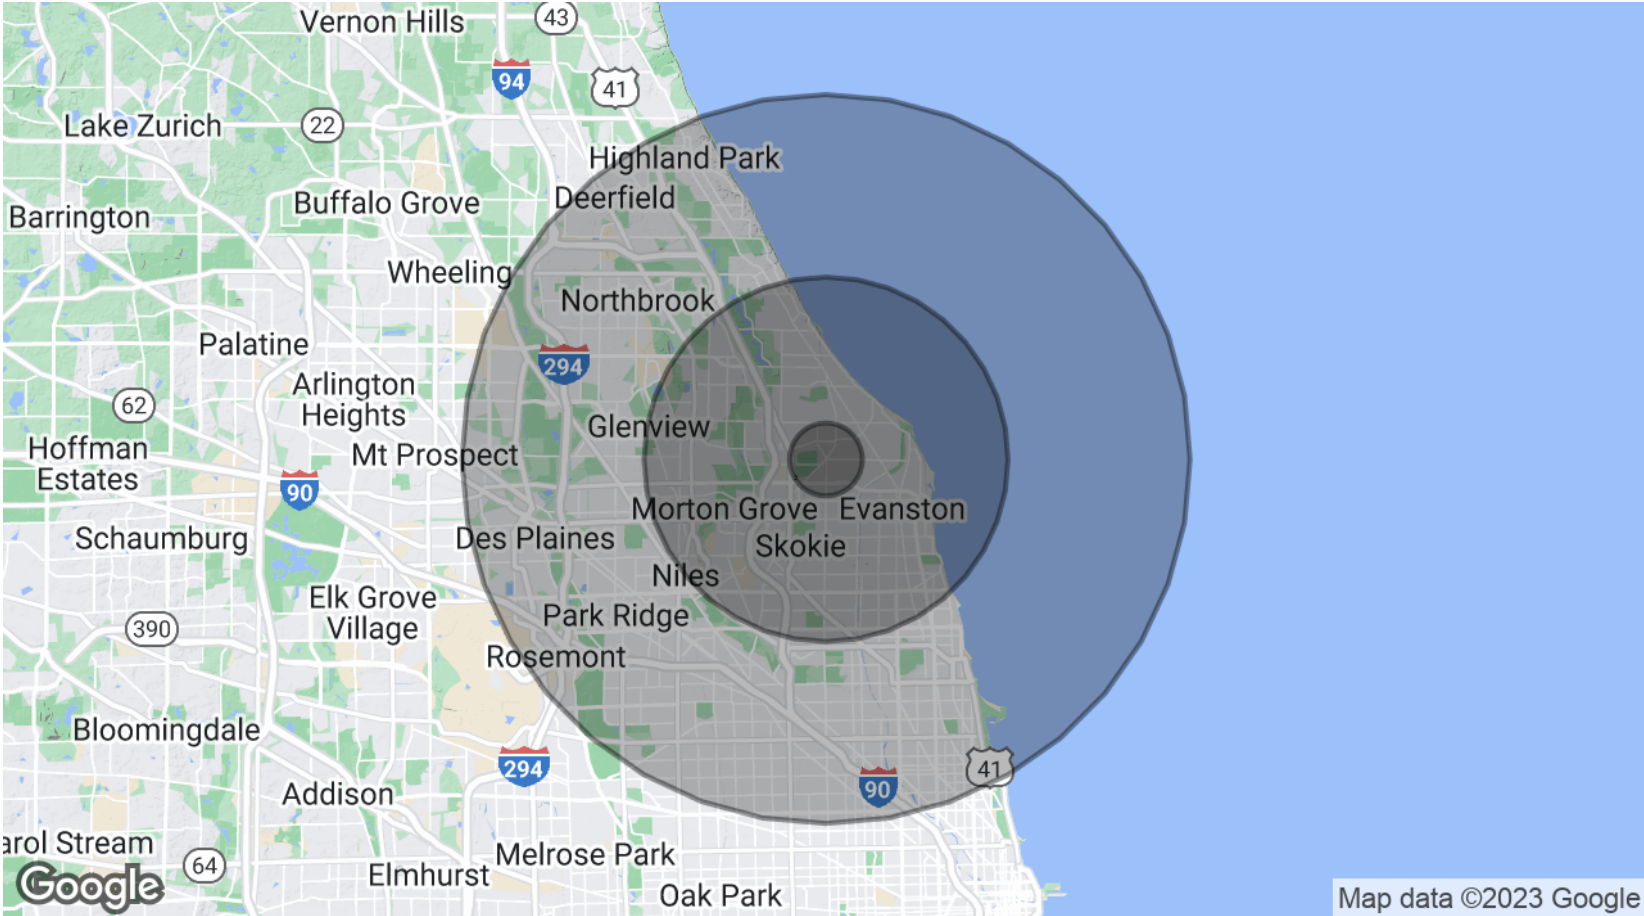 Vernon Hills
43
94
41
Lake Zurich
22
Highland Park
Deerfield
Buffalo Grove
Barrington
Wheeling
Northbrook
Palatine
294
Arlington
Heights
62
Glenview
Hoffman
Estates
Mt Prospect
90
Morton Grove
Evanston
Schaumburg
Des Plaines
Skokie
Niles
Elk Grove
Village
Park Ridge
390
Rosemont
Bloomingdale
294
41
90
Addison
arol Stream
64
Melrose Park
Elmhurst
Google
Oak Park
Map data ©2023 Google